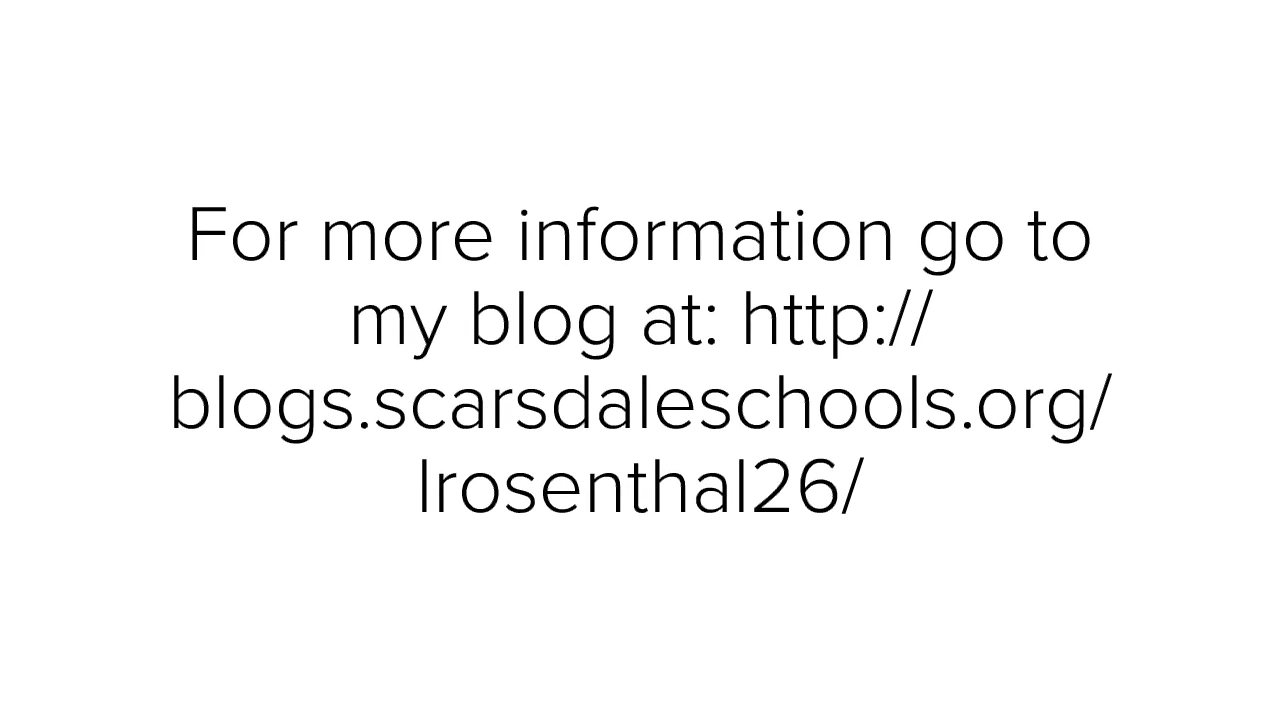 For more information go to
my blog at: http://
blogs.scarsdaleschools.org/
lrosenthal26/